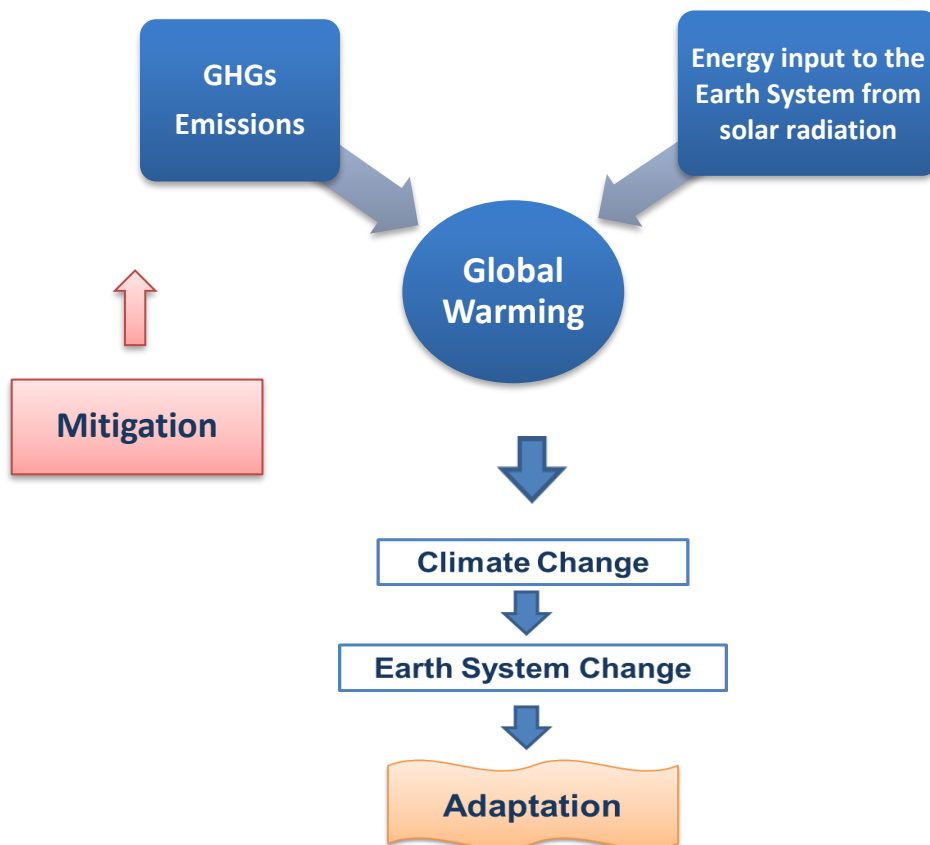 GHGs
Emissions
Energy input to the
Earth System from
solar radiation
Global
Warming
Mitigation
Climate Change
Earth System Change
Adaptation